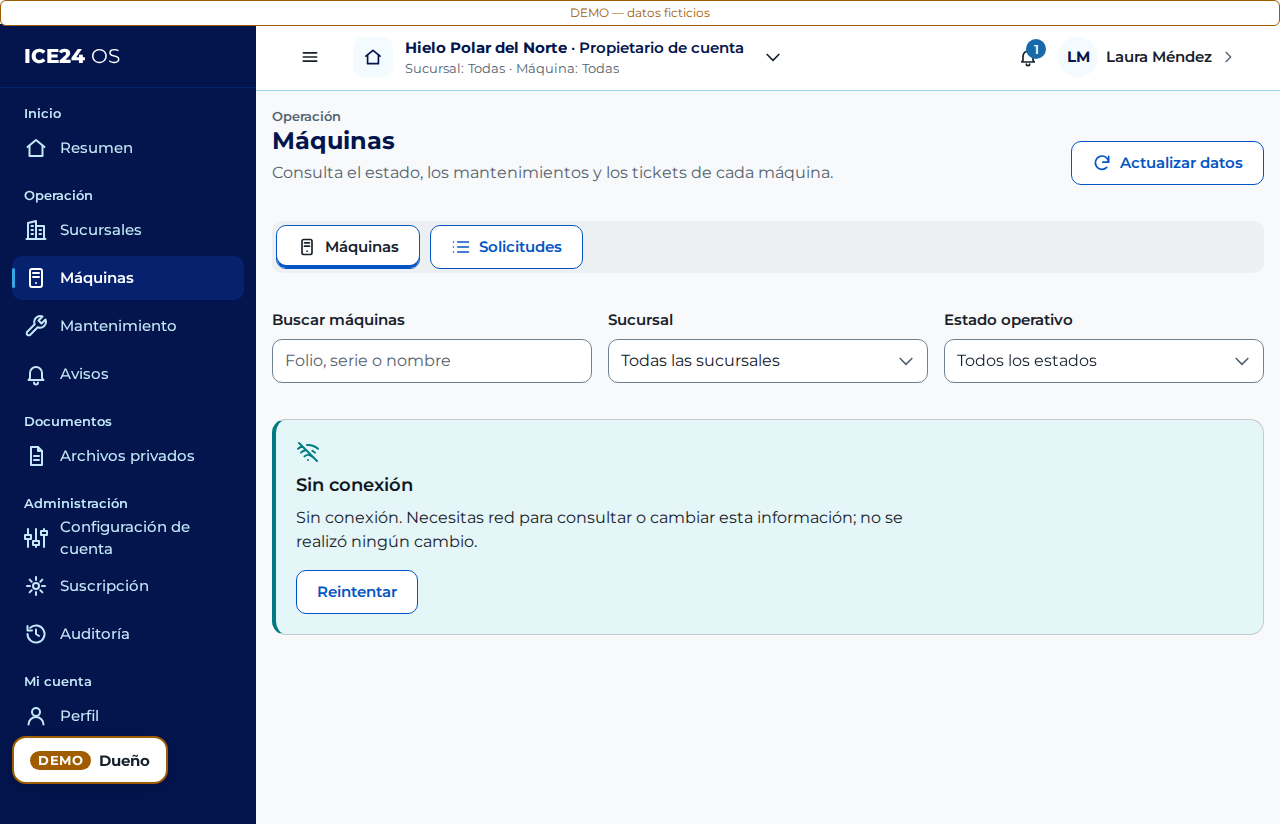 DEMO — datos ficticios
ICE24 OS
Inicio
Resumen
Operación
Sucursales
Máquinas
Mantenimiento
Avisos
Documentos
Archivos privados
Administración
Configuración de
cuenta
Suscripción
Auditoría
Mi cuenta
Perfil
DEMO Dueño
Hielo Polar del Norte · Propietario de cuenta
Sucursal: Todas · Máquina: Todas
1
LM Laura Méndez
Operación
Máquinas
Consulta el estado, los mantenimientos y los tickets de cada máquina.
Actualizar datos
Máquinas
Solicitudes
Buscar máquinas
Folio, serie o nombre
Sucursal
Todas las sucursales
Estado operativo
Todos los estados
Sin conexión
Sin conexión. Necesitas red para consultar o cambiar esta información; no se
realizó ningún cambio.
Reintentar